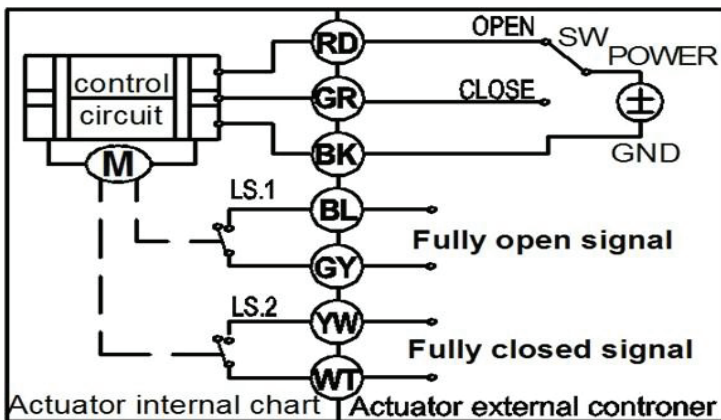 RD OPEN SW POWER
control GR CLOSE
circuit
M BK GND
LS.1 BL
Fully open signal
GY
LS.2 YW
Fully closed signal
WT
Actuator internal chart Actuator external controner